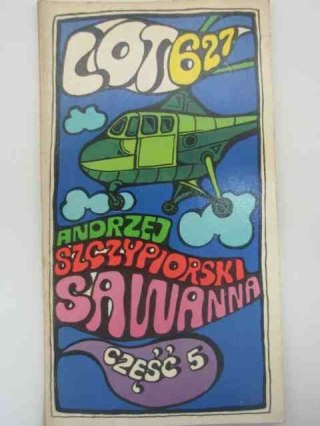 LOT 627
ANDRZEJ
SZCZYPIORSKI
SAWANNA
CZĘŚĆ 5